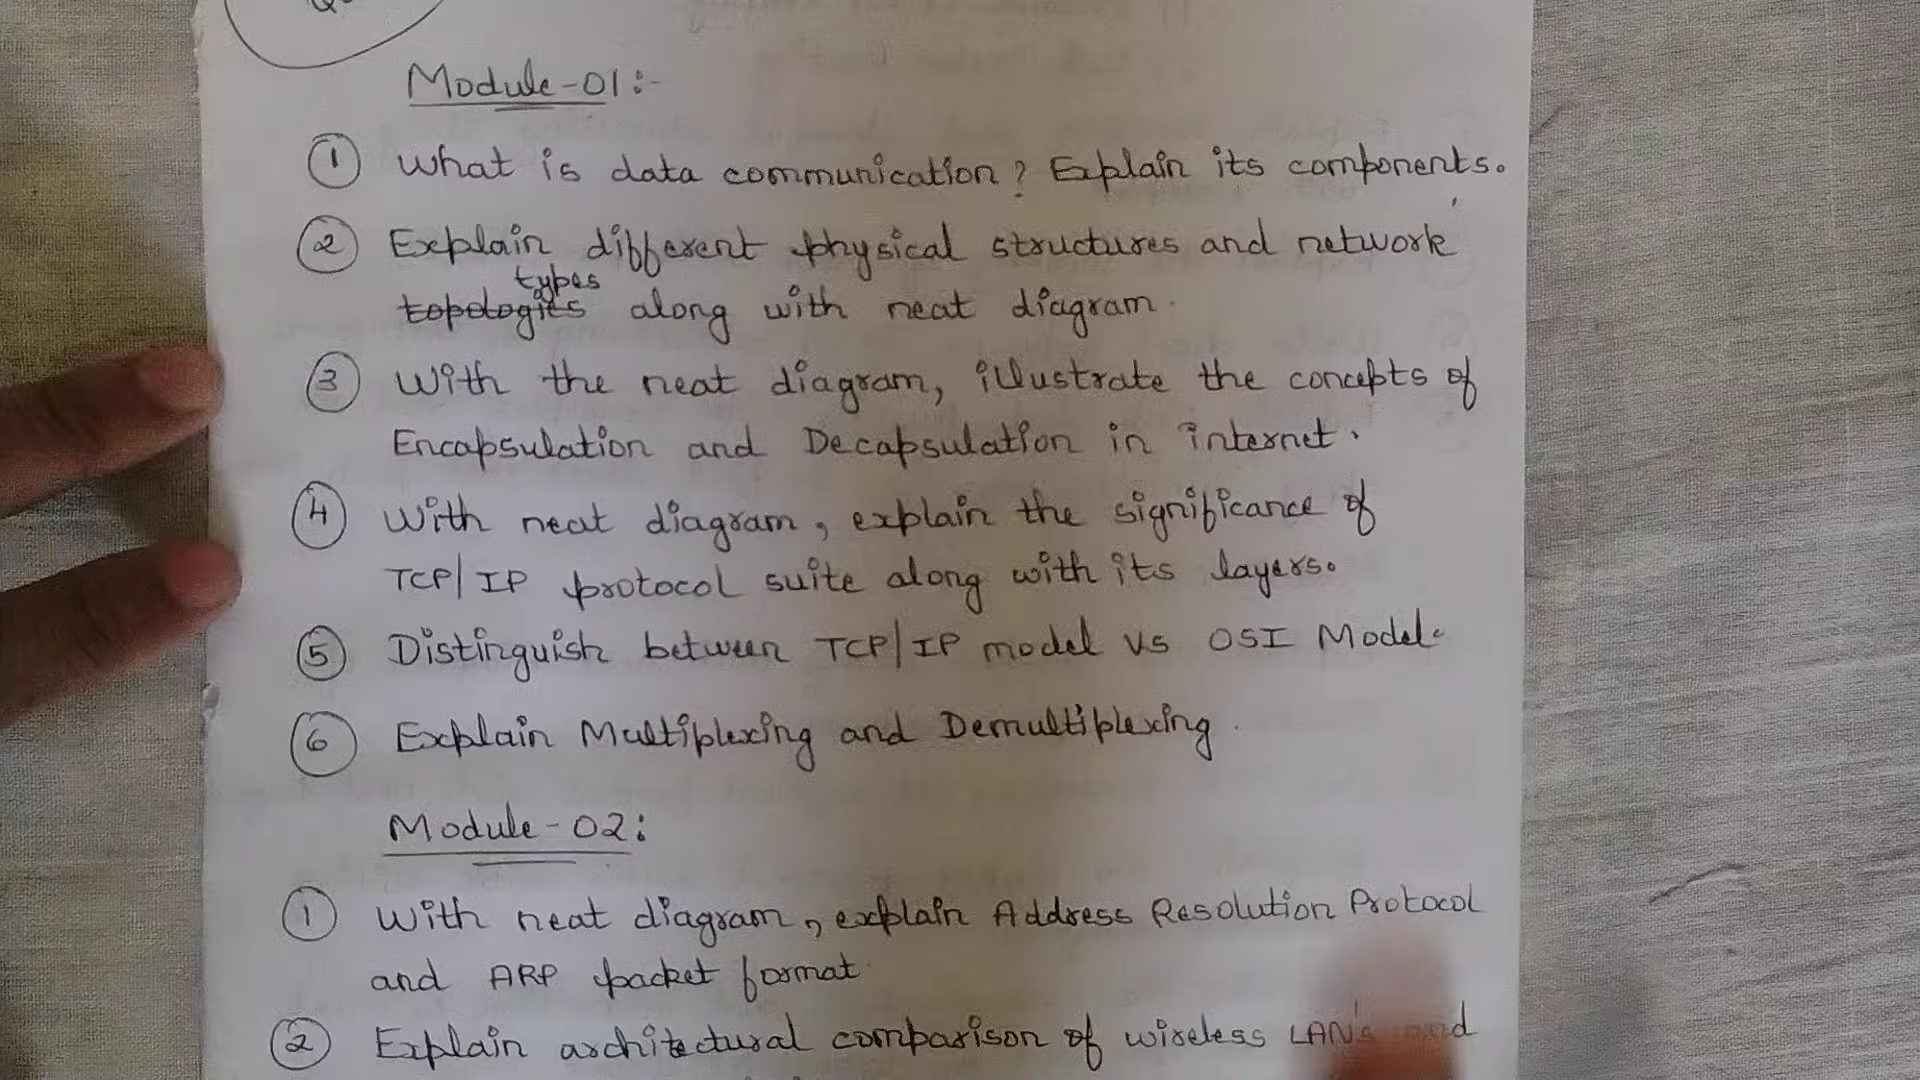 Module-01:-
1 What is data communication? Explain its components.
2 Explain different physical structures and network
types
topologies along with neat diagram.
3 With the neat diagram, illustrate the concepts of
Encapsulation and Decapsulation in internet.
4 With neat diagram, explain the significance of
TCP/IP protocol suite along with its layers.
5 Distinguish between TCP/IP model Vs OSI Model.
6 Explain Multiplexing and Demultiplexing.
Module-02:
1 With neat diagram, explain Address Resolution Protocol
and ARP packet format.
2 Explain architectural comparison of wireless LAN's and